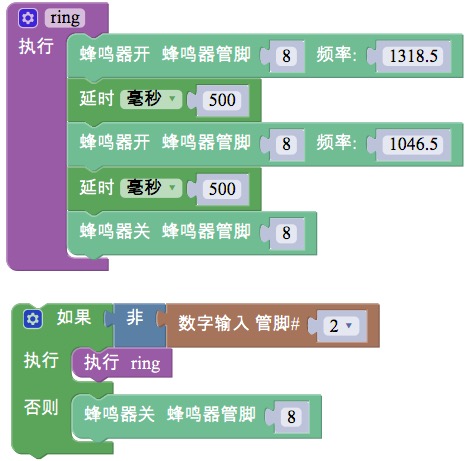 ring
执行
蜂鸣器开 蜂鸣器管脚 8 频率: 1318.5
延时 毫秒 500
蜂鸣器开 蜂鸣器管脚 8 频率: 1046.5
延时 毫秒 500
蜂鸣器关 蜂鸣器管脚 8
如果 非 数字输入 管脚# 2
执行 执行 ring
否则 蜂鸣器关 蜂鸣器管脚 8